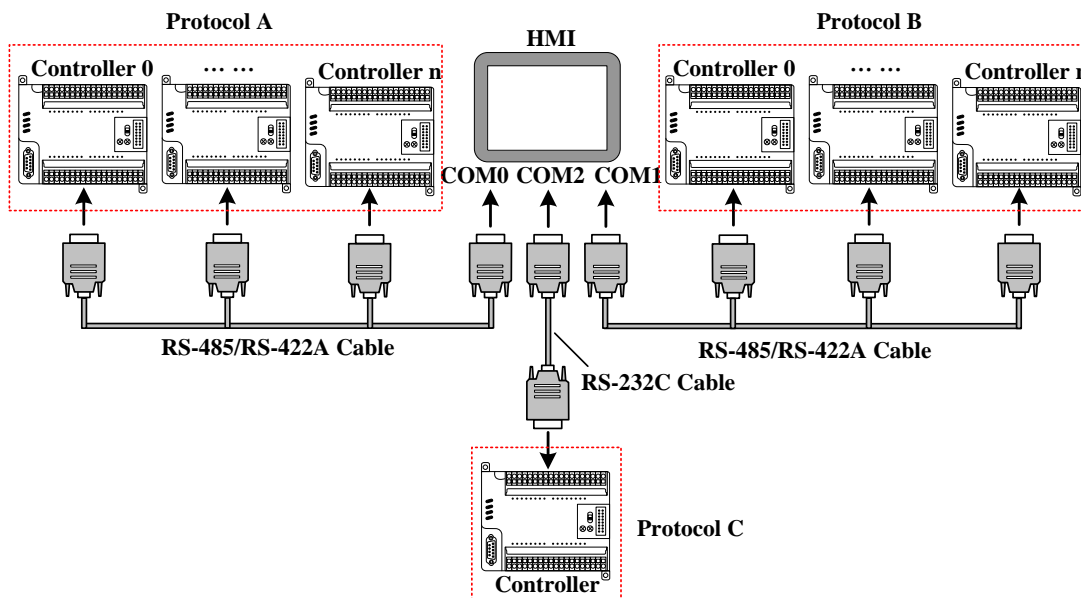 Protocol A
HMI
Protocol B
Controller 0
... ...
Controller n
Controller 0
... ...
Controller n
COM0 COM2 COM1
RS-485/RS-422A Cable
RS-485/RS-422A Cable
RS-232C Cable
Protocol C
Controller